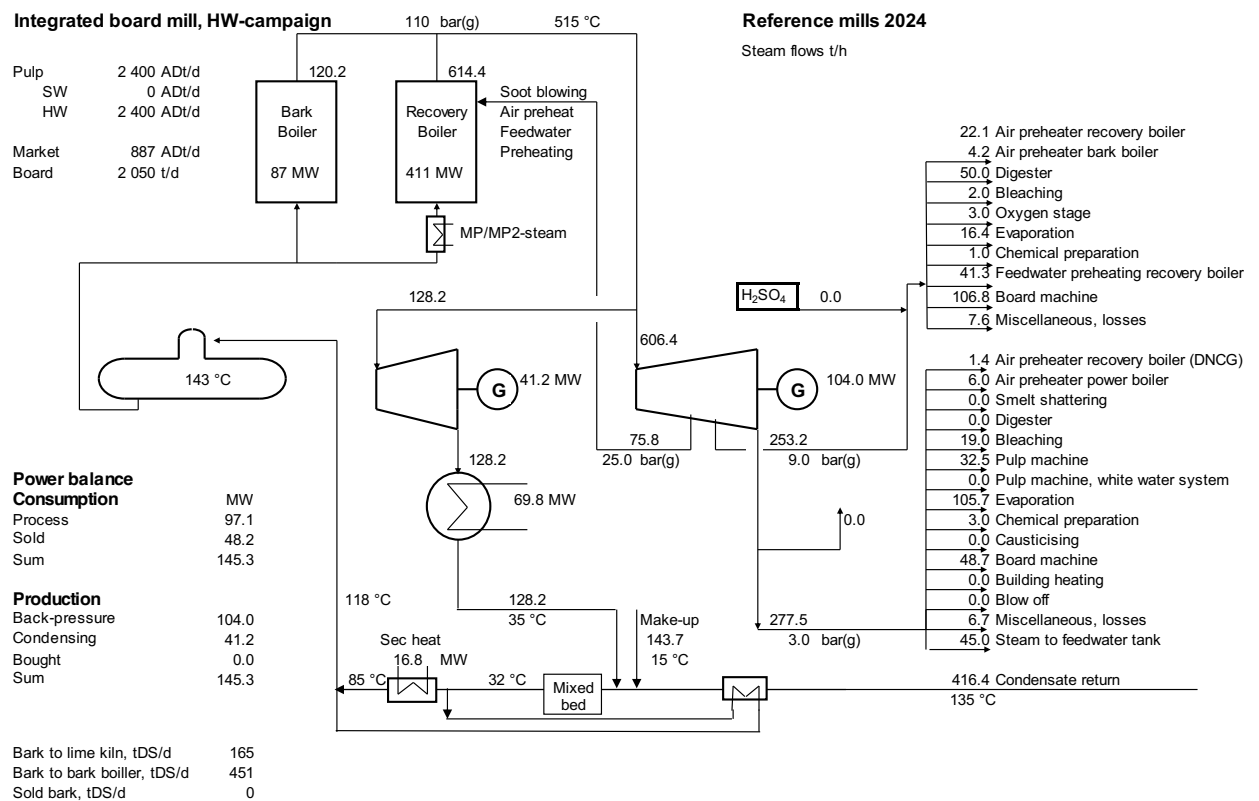 Integrated board mill, HW-campaign
Reference mills 2024
Steam flows t/h
110 bar(g) 515 °C
Pulp 2 400 ADt/d
SW 0 ADt/d
HW 2 400 ADt/d
Market 887 ADt/d
Board 2 050 t/d
120.2
614.4
Bark
Boiler
87 MW
Recovery
Boiler
411 MW
Soot blowing
Air preheat
Feedwater
Preheating
MP/MP2-steam
22.1 Air preheater recovery boiler
4.2 Air preheater bark boiler
50.0 Digester
2.0 Bleaching
3.0 Oxygen stage
16.4 Evaporation
1.0 Chemical preparation
41.3 Feedwater preheating recovery boiler
106.8 Board machine
7.6 Miscellaneous, losses
H2SO4 0.0
128.2
606.4
143 °C
G
41.2 MW
G
104.0 MW
75.8
25.0 bar(g)
253.2
9.0 bar(g)
128.2
69.8 MW
0.0
1.4 Air preheater recovery boiler (DNCG)
6.0 Air preheater power boiler
0.0 Smelt shattering
0.0 Digester
19.0 Bleaching
32.5 Pulp machine
0.0 Pulp machine, white water system
105.7 Evaporation
3.0 Chemical preparation
0.0 Causticising
48.7 Board machine
0.0 Building heating
0.0 Blow off
6.7 Miscellaneous, losses
45.0 Steam to feedwater tank
277.5
3.0 bar(g)
Power balance
Consumption MW
Process 97.1
Sold 48.2
Sum 145.3
Production
Back-pressure 104.0
Condensing 41.2
Bought 0.0
Sum 145.3
118 °C
128.2
35 °C
Make-up
143.7
15 °C
Sec heat
16.8 MW
85 °C
32 °C
Mixed
bed
416.4 Condensate return
135 °C
Bark to lime kiln, tDS/d 165
Bark to bark boiller, tDS/d 451
Sold bark, tDS/d 0